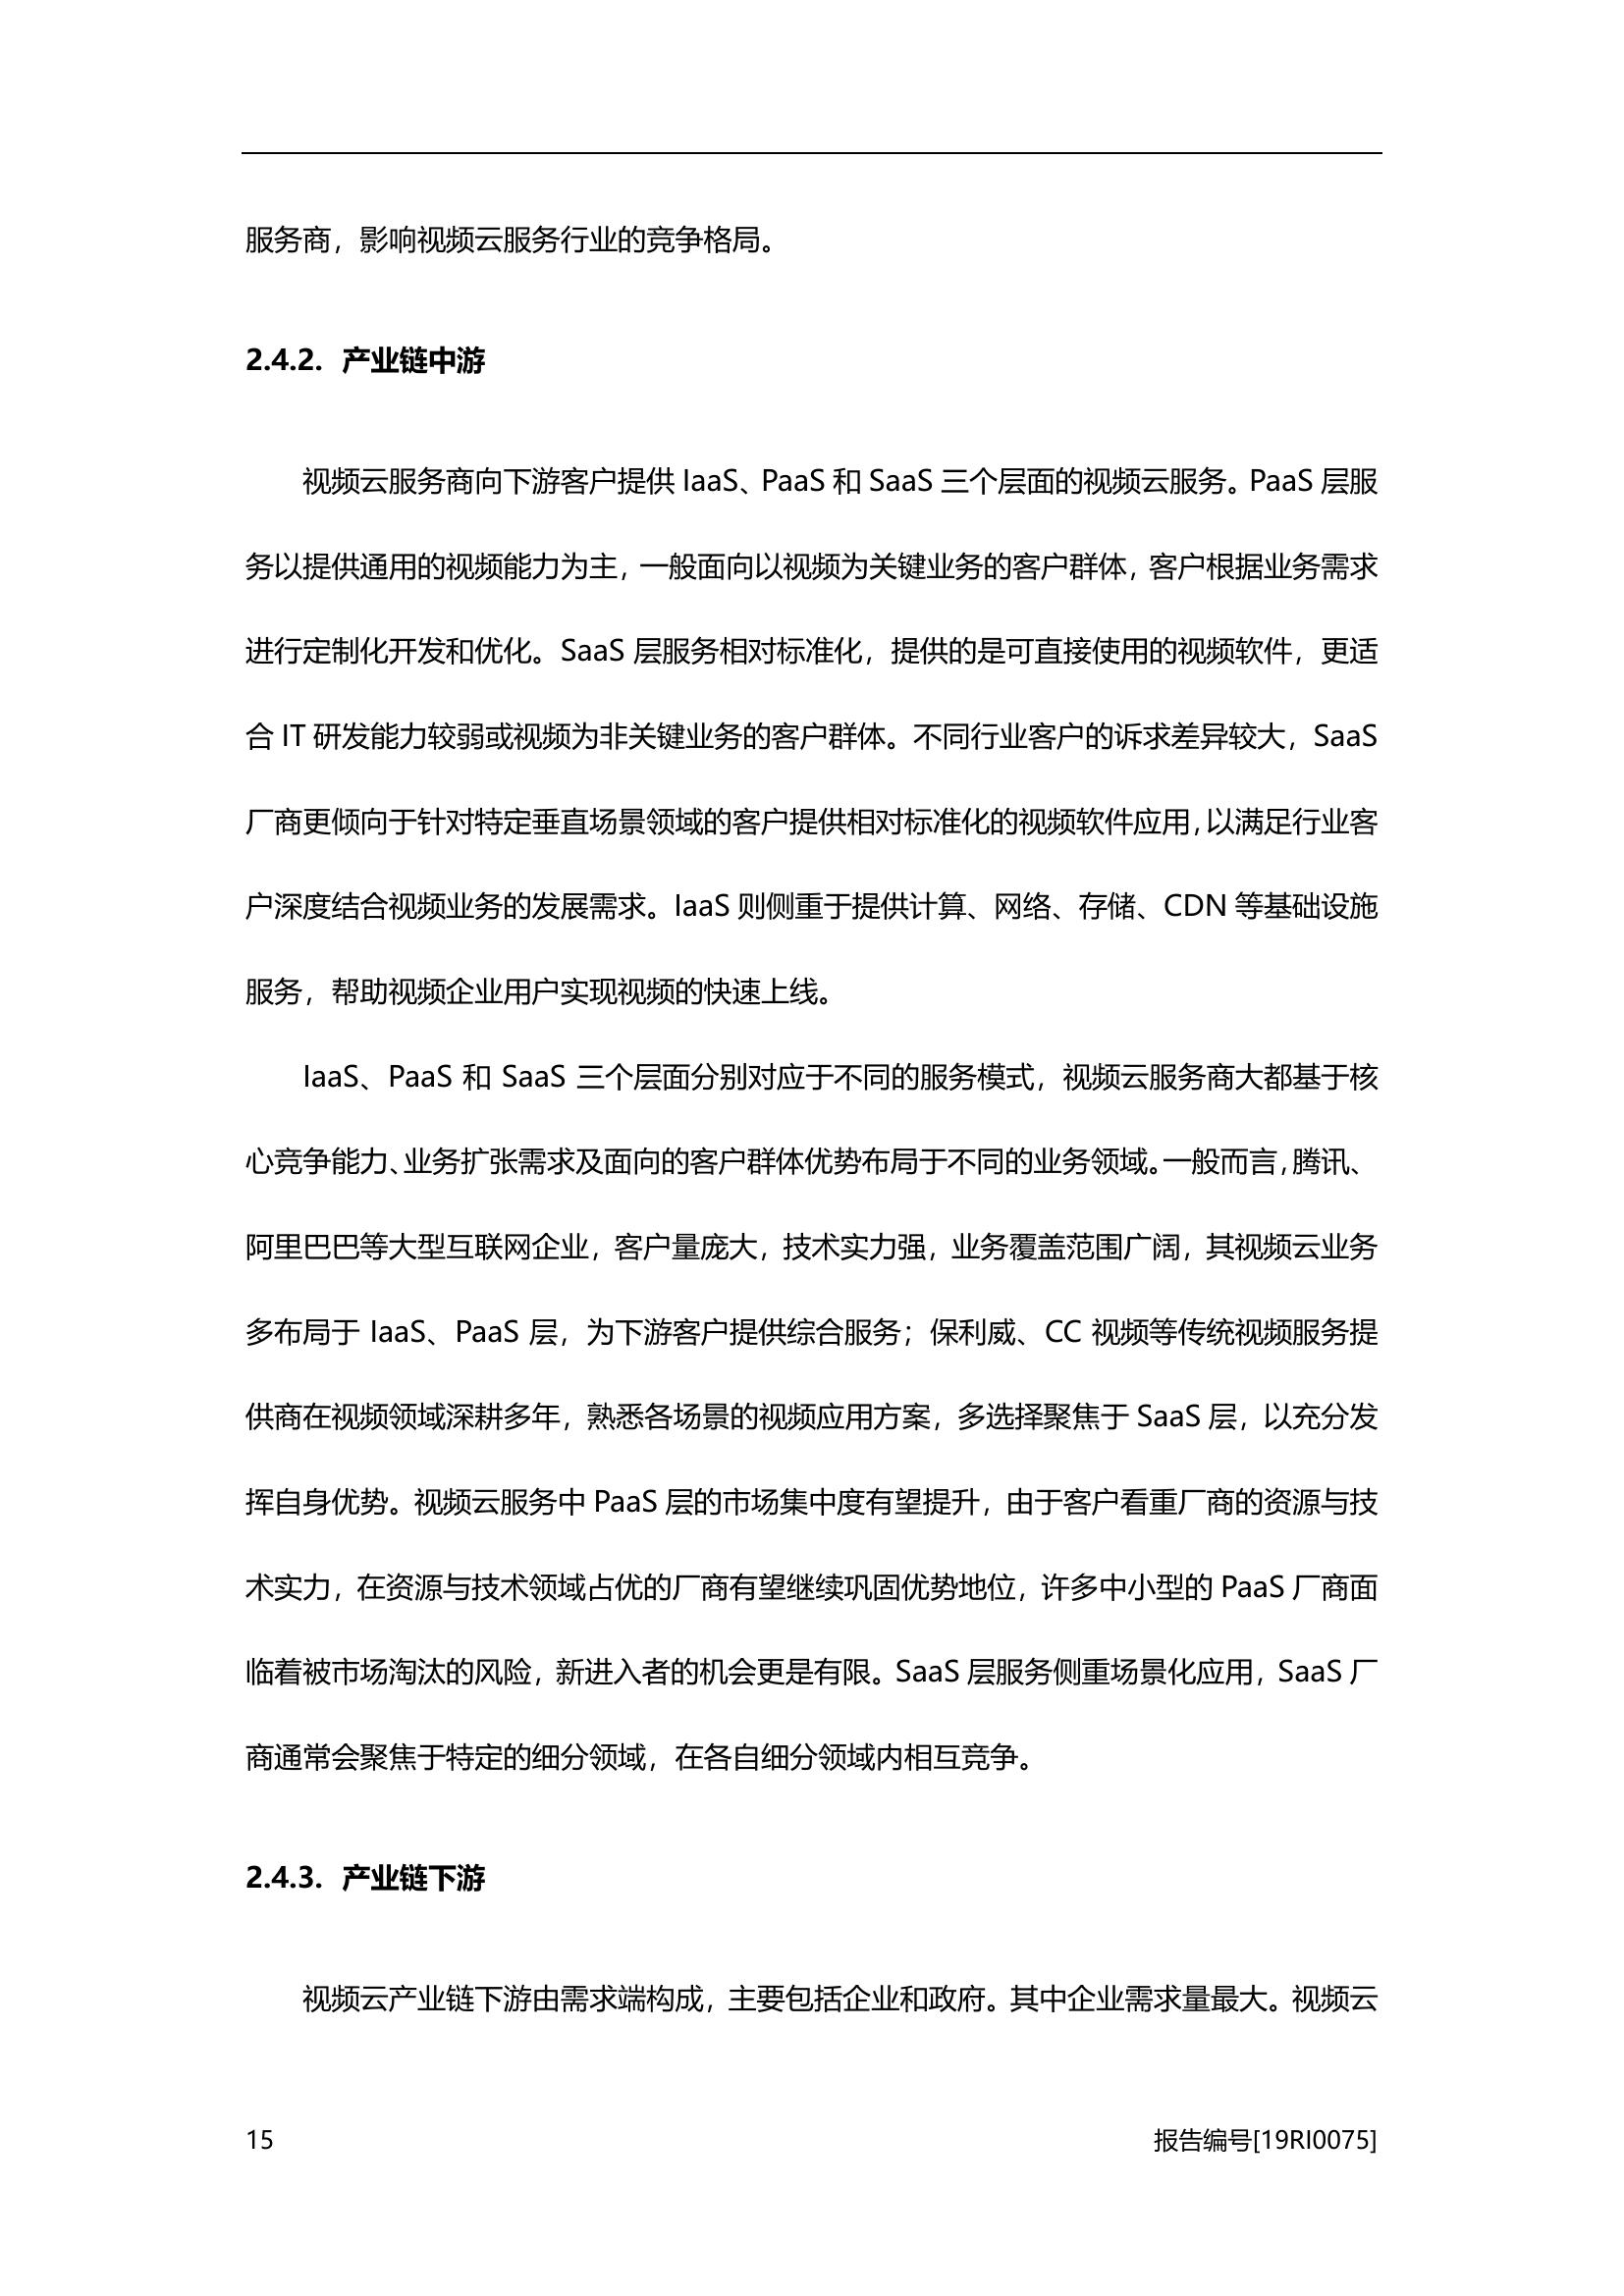 服务商，影响视频云服务行业的竞争格局。
2.4.2. 产业链中游
视频云服务商向下游客户提供 IaaS、PaaS 和 SaaS 三个层面的视频云服务。PaaS 层服
务以提供通用的视频能力为主，一般面向以视频为关键业务的客户群体，客户根据业务需求
进行定制化开发和优化。SaaS 层服务相对标准化，提供的是可直接使用的视频软件，更适
合 IT 研发能力较弱或视频为非关键业务的客户群体。不同行业客户的诉求差异较大，SaaS
厂商更倾向于针对特定垂直场景领域的客户提供相对标准化的视频软件应用，以满足行业客
户深度结合视频业务的发展需求。IaaS 则侧重于提供计算、网络、存储、CDN 等基础设施
服务，帮助视频企业用户实现视频的快速上线。
IaaS、PaaS 和 SaaS 三个层面分别对应于不同的服务模式，视频云服务商大都基于核
心竞争能力、业务扩张需求及面向的客户群体优势布局于不同的业务领域。一般而言，腾讯、
阿里巴巴等大型互联网企业，客户量庞大，技术实力强，业务覆盖范围广阔，其视频云业务
多布局于 IaaS、PaaS 层，为下游客户提供综合服务；保利威、CC 视频等传统视频服务提
供商在视频领域深耕多年，熟悉各场景的视频应用方案，多选择聚焦于 SaaS 层，以充分发
挥自身优势。视频云服务中 PaaS 层的市场集中度有望提升，由于客户看重厂商的资源与技
术实力，在资源与技术领域占优的厂商有望继续巩固优势地位，许多中小型的 PaaS 厂商面
临着被市场淘汰的风险，新进入者的机会更是有限。SaaS 层服务侧重场景化应用，SaaS 厂
商通常会聚焦于特定的细分领域，在各自细分领域内相互竞争。
2.4.3. 产业链下游
视频云产业链下游由需求端构成，主要包括企业和政府。其中企业需求量最大。视频云
15
报告编号[19RI0075]